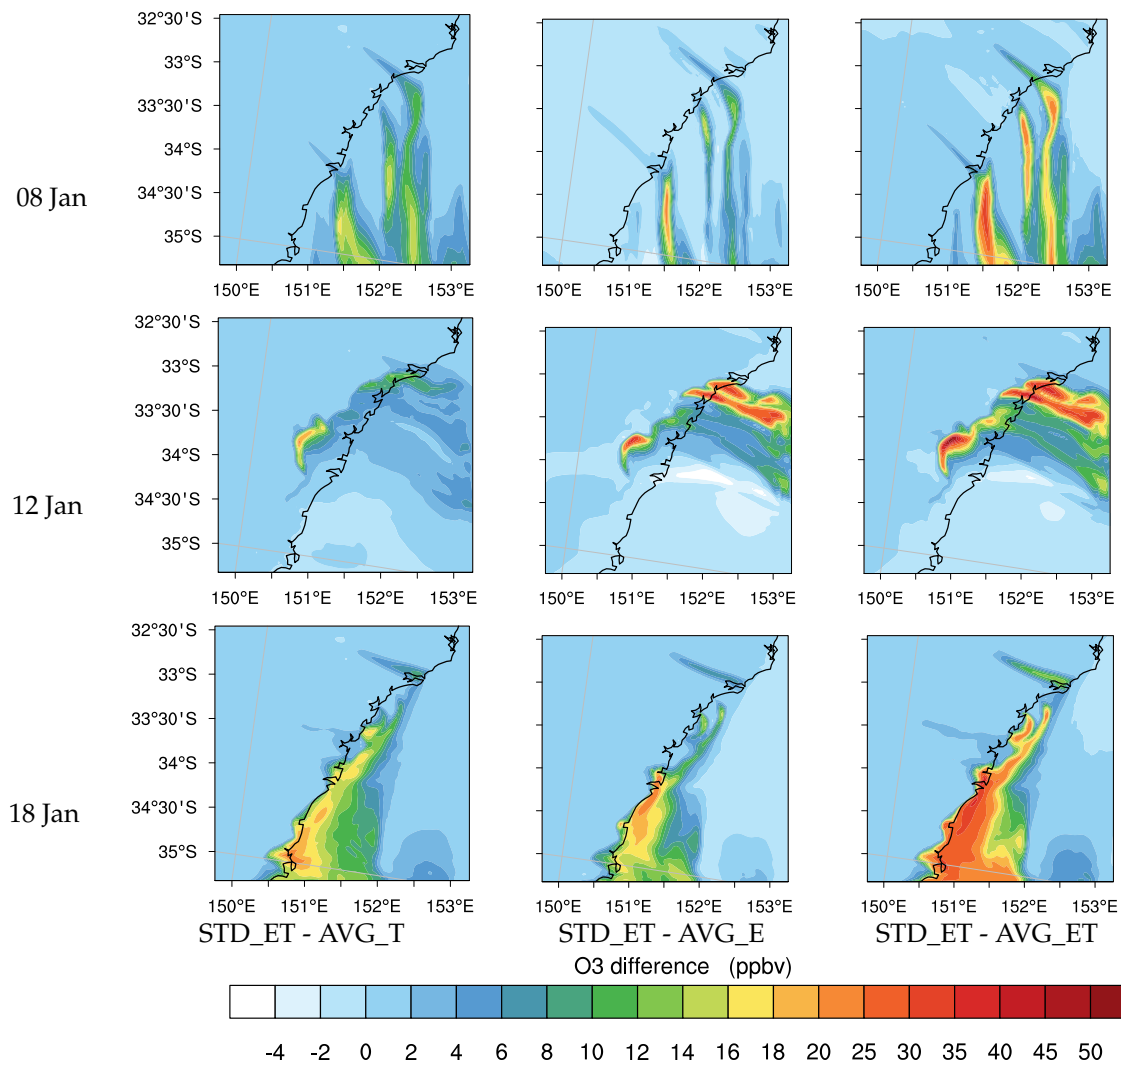 32°30'S
33°S
33°30'S
34°S
34°30'S
35°S
08 Jan
150°E 151°E 152°E 153°E 150°E 151°E 152°E 153°E 150°E 151°E 152°E 153°E
32°30'S
33°S
33°30'S
34°S
34°30'S
35°S
12 Jan
150°E 151°E 152°E 153°E 150°E 151°E 152°E 153°E 150°E 151°E 152°E 153°E
32°30'S
33°S
33°30'S
34°S
34°30'S
35°S
18 Jan
150°E 151°E 152°E 153°E 150°E 151°E 152°E 153°E 150°E 151°E 152°E 153°E
STD_ET - AVG_T STD_ET - AVG_E STD_ET - AVG_ET
O3 difference (ppbv)
-4 -2 0 2 4 6 8 10 12 14 16 18 20 25 30 35 40 45 50